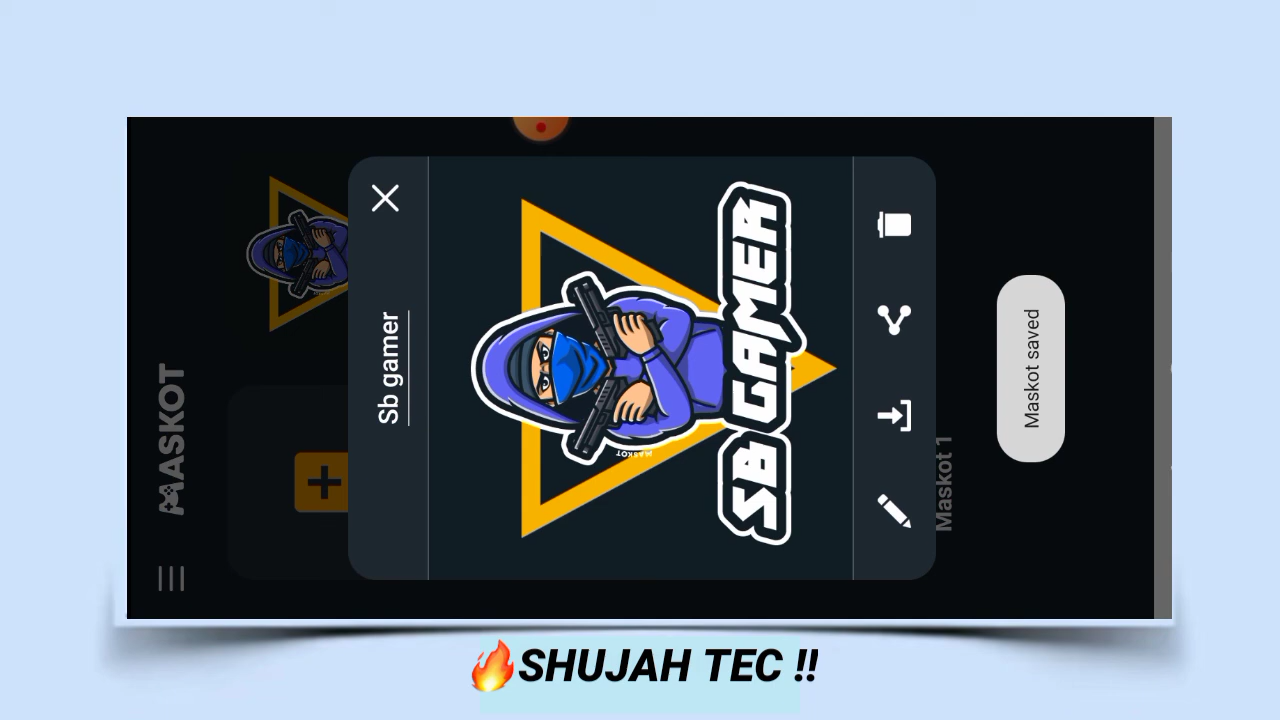 MASKOT
Sb gamer
MASKOT
SB GAMER
Maskot 1
Maskot saved
🔥SHUJAH TEC !!